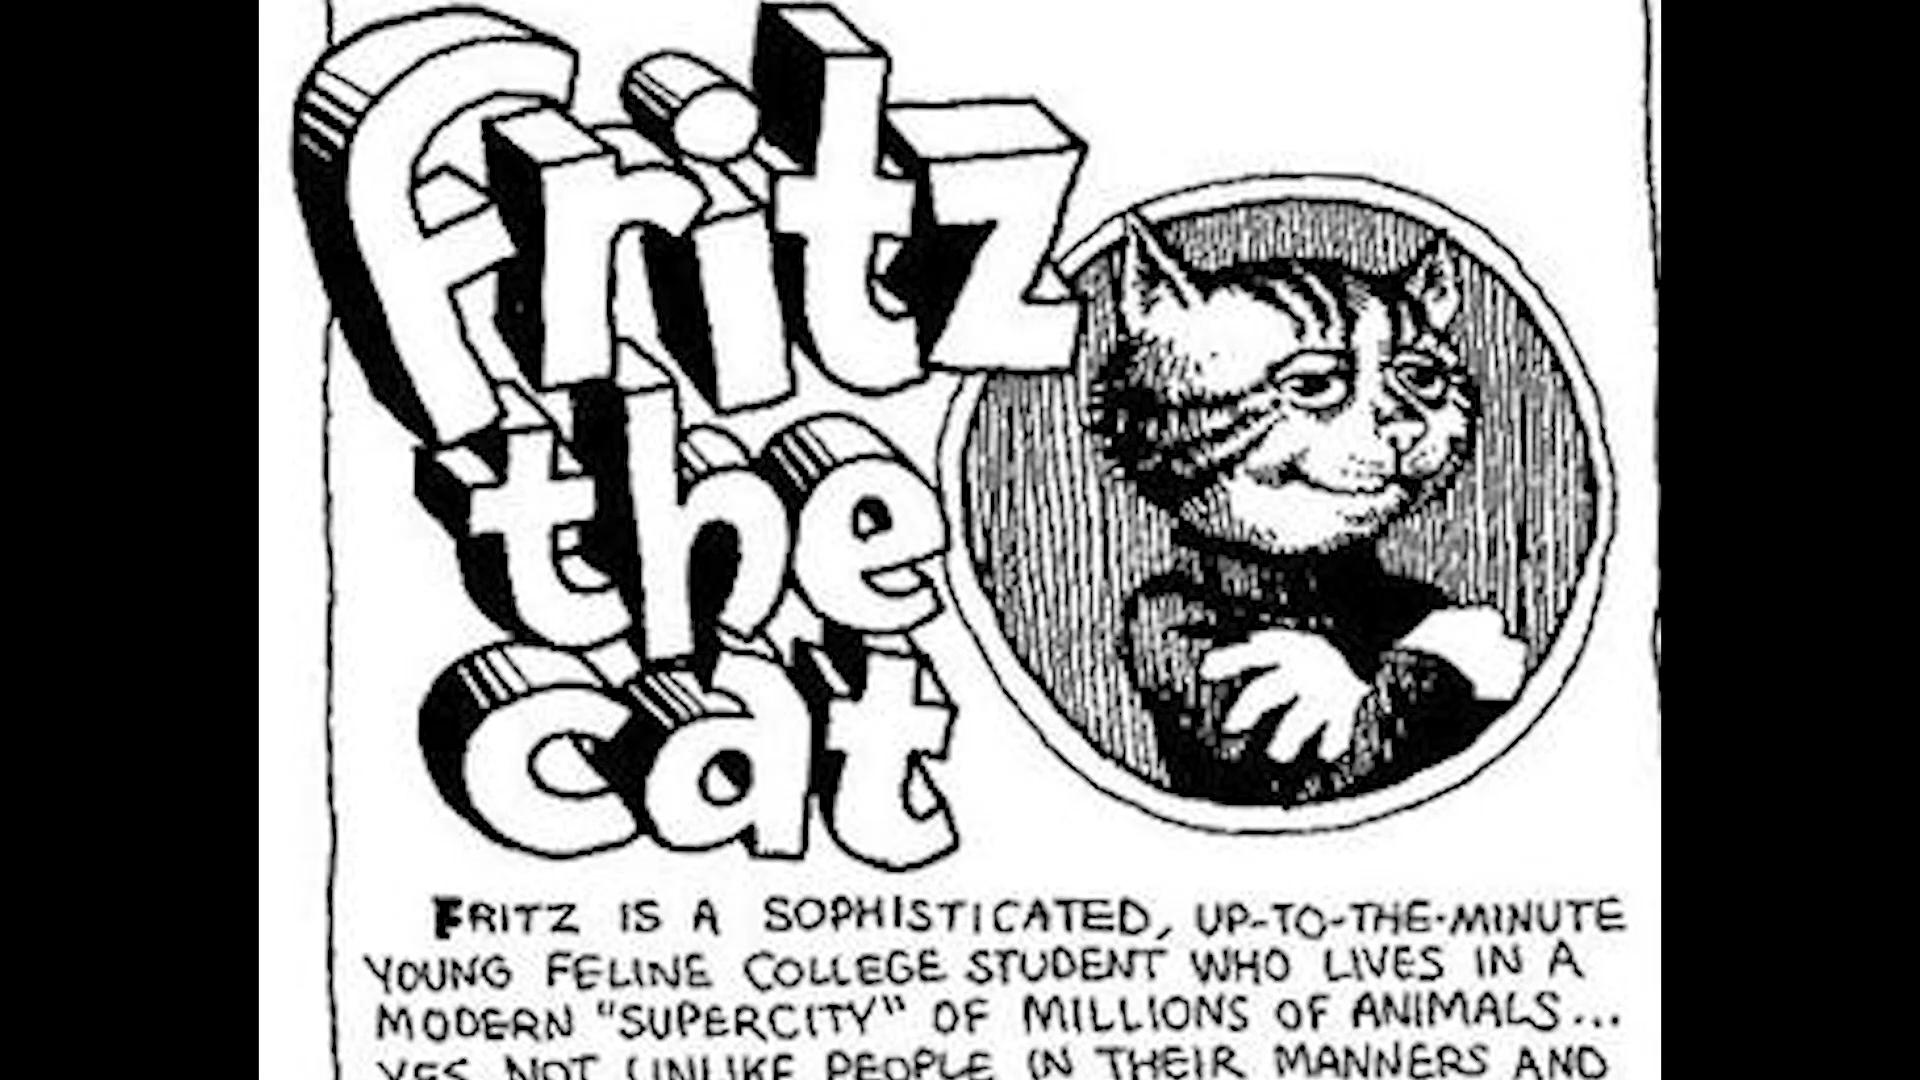 fritz
the
cat
FRITZ IS A SOPHISTICATED, UP-TO-THE-MINUTE
YOUNG FELINE COLLEGE STUDENT WHO LIVES IN A
MODERN "SUPERCITY" OF MILLIONS OF ANIMALS...
YES, NOT UNLIKE PEOPLE IN THEIR MANNERS AND